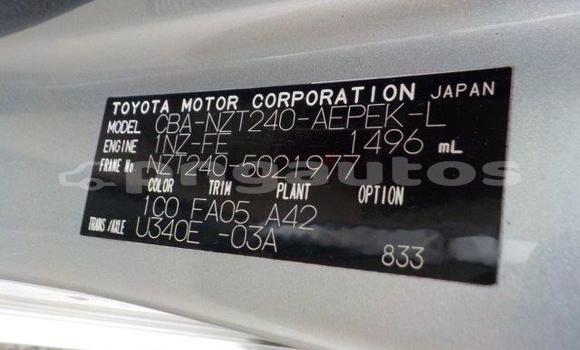 TOYOTA MOTOR CORPORATION JAPAN
MODEL CBA-NZT240-AEPEK-L
ENGINE 1NZ-FE 1496 mL
FRAME No. NZT240-5021977
COLOR TRIM PLANT OPTION
1C0 FA05 A42
TRANS/AXLE U340E -03A
833
pngautos